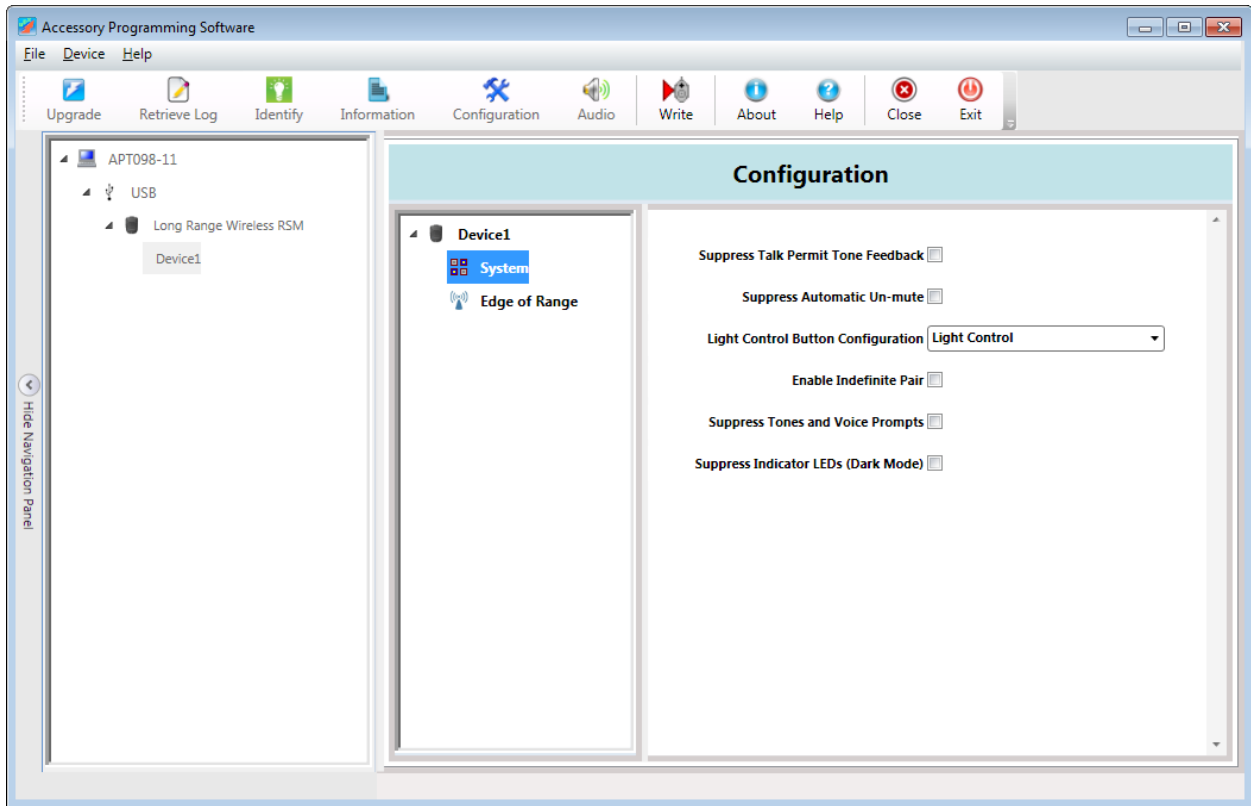 Accessory Programming Software
File Device Help
Upgrade Retrieve Log Identify Information Configuration Audio Write About Help Close Exit
APT098-11
USB
Long Range Wireless RSM
Device1
Hide Navigation Panel
Configuration
Device1
System
Edge of Range
Suppress Talk Permit Tone Feedback
Suppress Automatic Un-mute
Light Control Button Configuration Light Control
Enable Indefinite Pair
Suppress Tones and Voice Prompts
Suppress Indicator LEDs (Dark Mode)